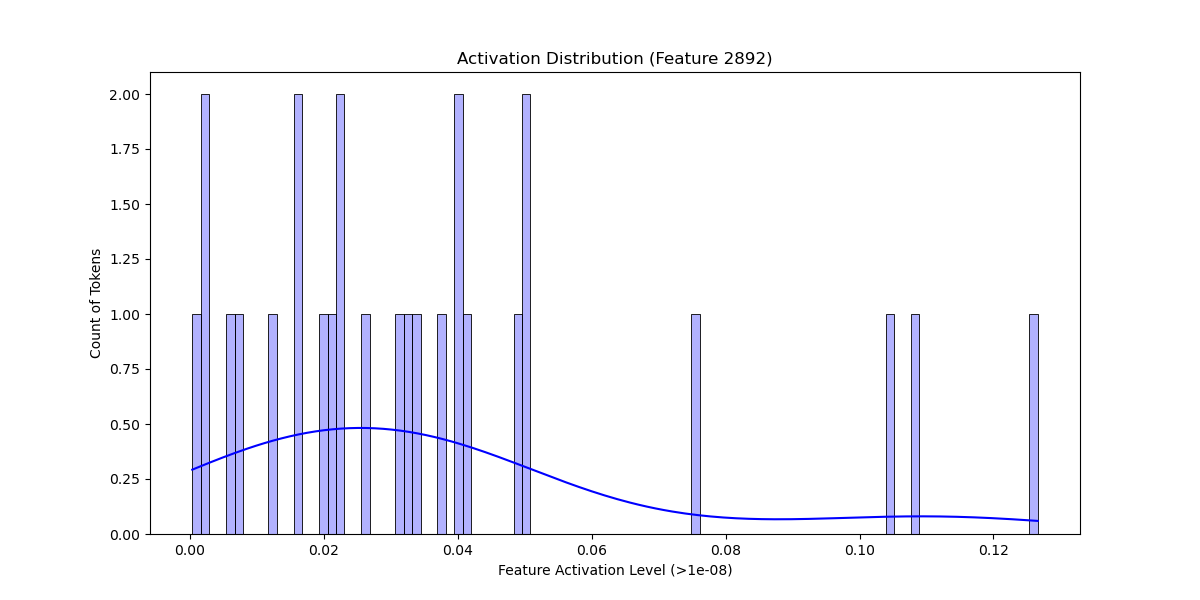 Activation Distribution (Feature 2892)
Count of Tokens
2.00
1.75
1.50
1.25
1.00
0.75
0.50
0.25
0.00
0.00 0.02 0.04 0.06 0.08 0.10 0.12
Feature Activation Level (>1e-08)